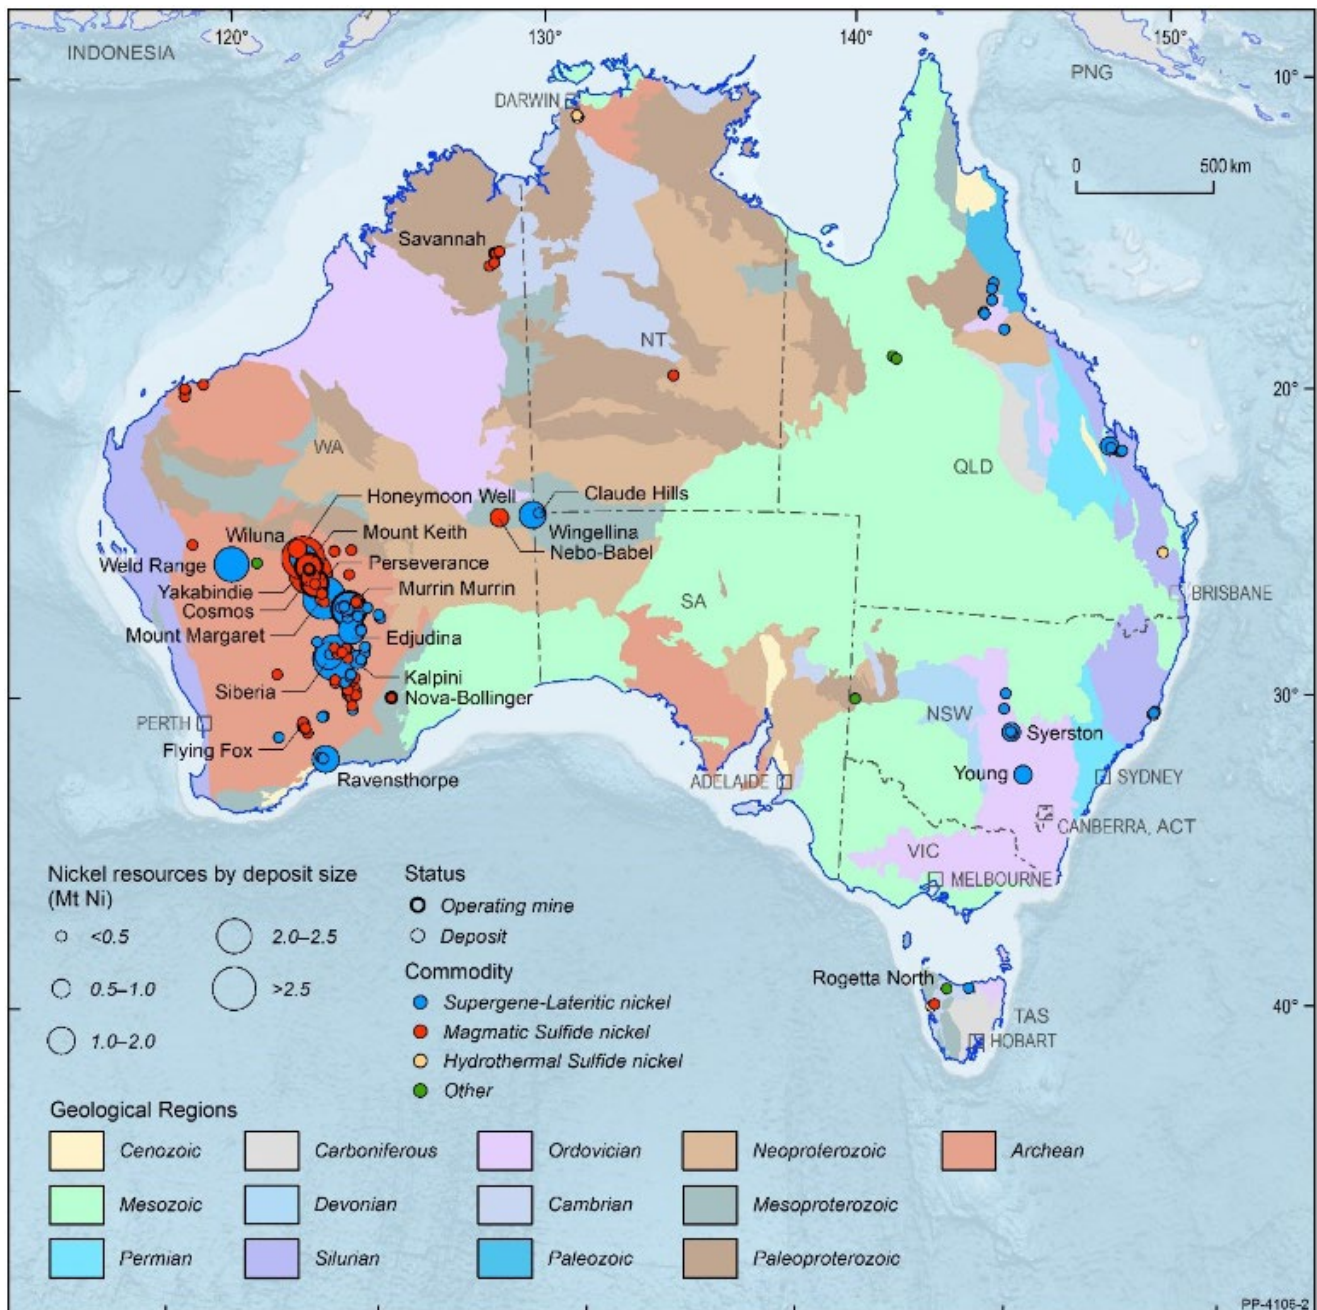 120°
130°
140°
150°
INDONESIA
PNG
10°
DARWIN
0
500 km
Savannah
NT
20°
WA
QLD
Honeymoon Well
Claude Hills
Wiluna
Mount Keith
Wingellina
Weld Range
Perseverance
Nebo-Babel
Yakabindie
Murrin Murrin
Cosmos
SA
BRISBANE
Mount Margaret
Edjudina
Kalpini
Siberia
Nova-Bollinger
30°
PERTH
NSW
Flying Fox
Syerston
Ravensthorpe
ADELAIDE
Young
SYDNEY
CANBERRA, ACT
VIC
MELBOURNE
Nickel resources by deposit size
(Mt Ni)
<0.5
2.0–2.5
0.5–1.0
>2.5
1.0–2.0
Status
Operating mine
Deposit
Commodity
Supergene-Lateritic nickel
Magmatic Sulfide nickel
Hydrothermal Sulfide nickel
Other
Rogetta North
40°
TAS
HOBART
Geological Regions
Cenozoic
Carboniferous
Ordovician
Neoproterozoic
Archean
Mesozoic
Devonian
Cambrian
Mesoproterozoic
Permian
Silurian
Paleozoic
Paleoproterozoic
PP-4106-2